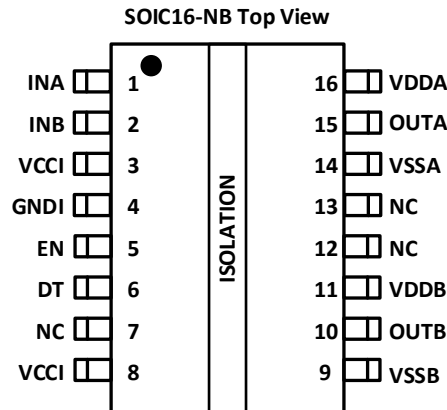 SOIC16-NB Top View
INA 1 16 VDDA
INB 2 15 OUTA
VCCI 3 14 VSSA
GNDI 4 13 NC
EN 5 12 NC
DT 6 11 VDDB
NC 7 10 OUTB
VCCI 8 9 VSSB
ISOLATION